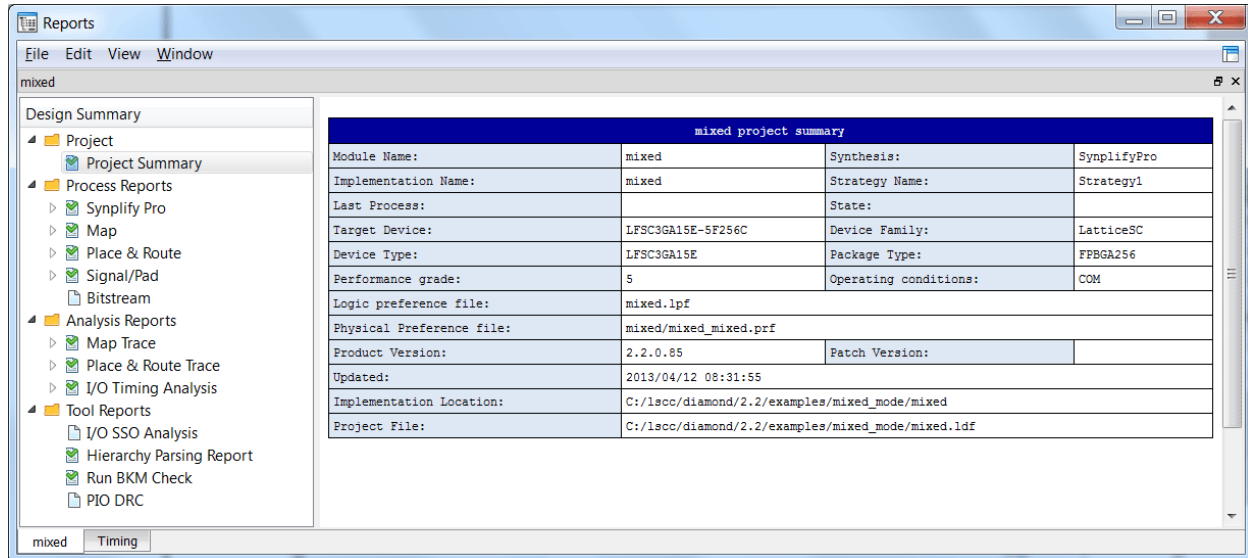 Reports
File Edit View Window
mixed
Design Summary
Project
Project Summary
Process Reports
Synplify Pro
Map
Place & Route
Signal/Pad
Bitstream
Analysis Reports
Map Trace
Place & Route Trace
I/O Timing Analysis
Tool Reports
I/O SSO Analysis
Hierarchy Parsing Report
Run BKM Check
PIO DRC
mixed project summary
Module Name: mixed Synthesis: SynplifyPro
Implementation Name: mixed Strategy Name: Strategy1
Last Process: State:
Target Device: LFSC3GA15E-5F256C Device Family: LatticeSC
Device Type: LFSC3GA15E Package Type: FPBGA256
Performance grade: 5 Operating conditions: COM
Logic preference file: mixed.lpf
Physical Preference file: mixed/mixed_mixed.prf
Product Version: 2.2.0.85 Patch Version:
Updated: 2013/04/12 08:31:55
Implementation Location: C:/lscc/diamond/2.2/examples/mixed_mode/mixed
Project File: C:/lscc/diamond/2.2/examples/mixed_mode/mixed.ldf
mixed Timing